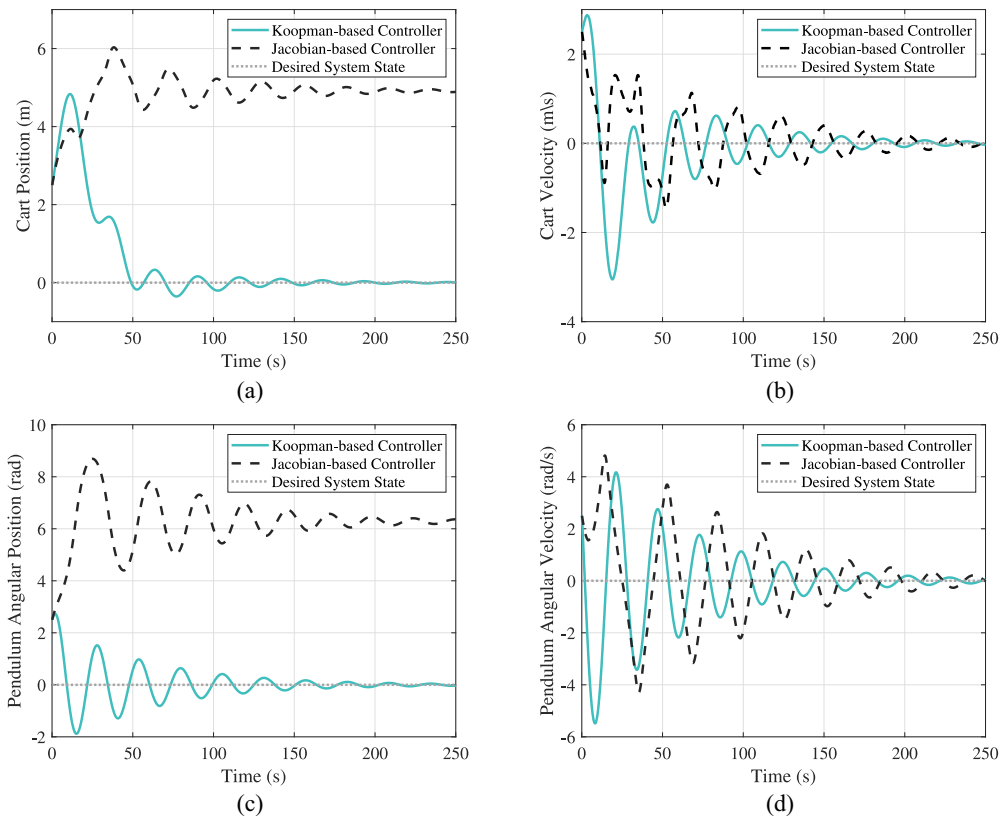 Cart Position (m)
6
4
2
0
Koopman-based Controller
Jacobian-based Controller
Desired System State
0 50 100 150 200 250
Time (s)
(a)
Cart Velocity (m\s)
2
0
-2
-4
Koopman-based Controller
Jacobian-based Controller
Desired System State
0 50 100 150 200 250
Time (s)
(b)
Pendulum Angular Position (rad)
10
8
6
4
2
0
-2
Koopman-based Controller
Jacobian-based Controller
Desired System State
0 50 100 150 200 250
Time (s)
(c)
Pendulum Angular Velocity (rad/s)
6
4
2
0
-2
-4
-6
Koopman-based Controller
Jacobian-based Controller
Desired System State
0 50 100 150 200 250
Time (s)
(d)